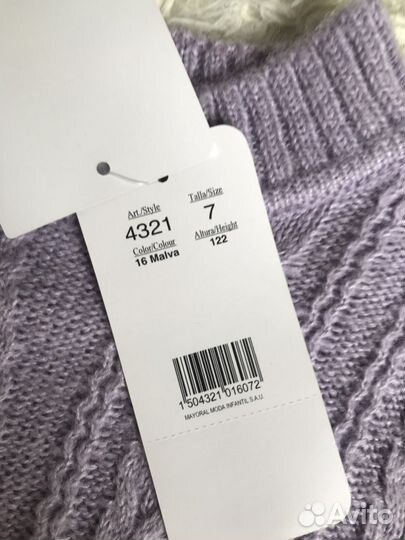 Art./Style Talla/Size
4321 7
Color/Colour Altura/Height
16 Malva 122
1 504321 016072
MAYORAL MODA INFANTIL S.A.U.
Avito